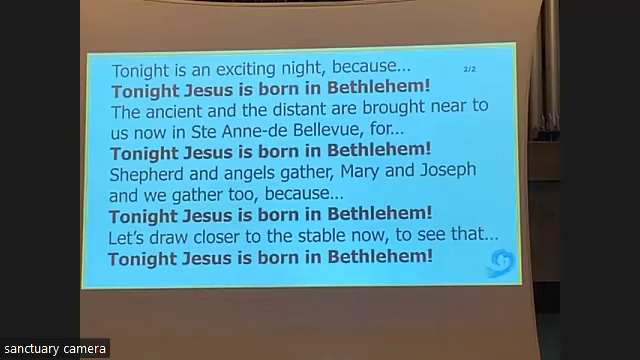 Tonight is an exciting night, because...
2/2
Tonight Jesus is born in Bethlehem!
The ancient and the distant are brought near to
us now in Ste Anne-de Bellevue, for...
Tonight Jesus is born in Bethlehem!
Shepherd and angels gather, Mary and Joseph
and we gather too, because...
Tonight Jesus is born in Bethlehem!
Let's draw closer to the stable now, to see that...
Tonight Jesus is born in Bethlehem!
sanctuary camera